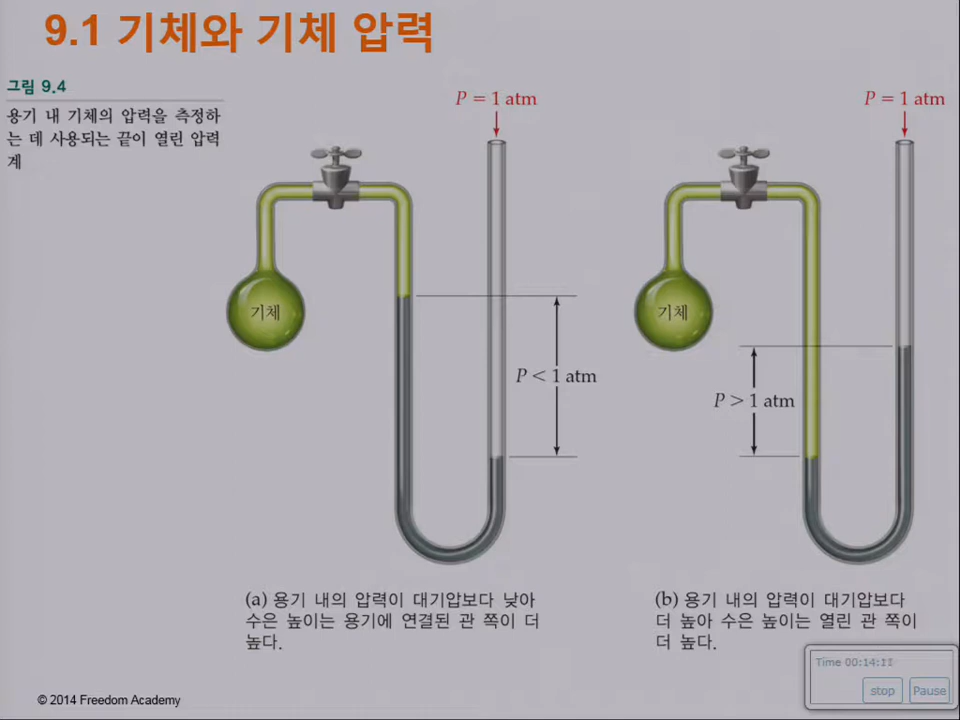 9.1 기체와 기체 압력
그림 9.4
용기 내 기체의 압력을 측정하
는 데 사용되는 끝이 열린 압력
계
P = 1 atm
P = 1 atm
기체
기체
P < 1 atm
P > 1 atm
(a) 용기 내의 압력이 대기압보다 낮아
수은 높이는 용기에 연결된 관 쪽이 더
높다.
(b) 용기 내의 압력이 대기압보다
더 높아 수은 높이는 열린 관 쪽이
더 높다.
Time 00:14:11
stop Pause
© 2014 Freedom Academy